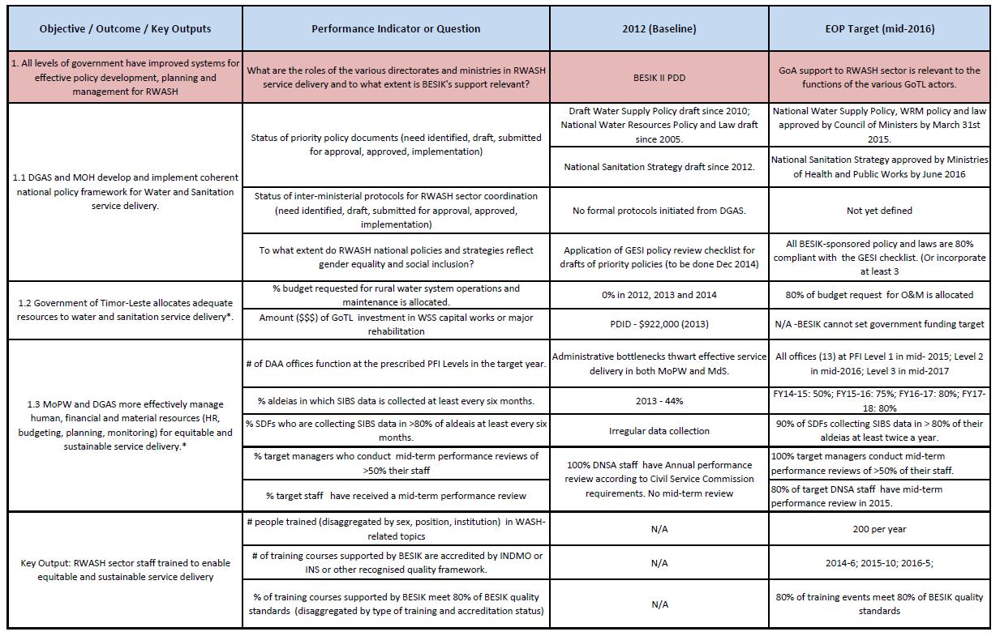 Objective / Outcome / Key Outputs
Performance Indicator or Question
2012 (Baseline)
EOP Target (mid-2016)
1. All levels of government have improved systems for
effective policy development, planning and
management for RWASH
What are the roles of the various directorates and ministries in RWASH
service delivery and to what extent is BESIK's support relevant?
BESIK II PDD
GoA support to RWASH sector is relevant to the
functions of the various GoTL actors.
1.1 DGAS and MOH develop and implement coherent
national policy framework for Water and Sanitation
service delivery.
Status of priority policy documents (need identified, draft, submitted
for approval, approved, implementation)
Draft Water Supply Policy draft since 2010;
National Water Resources Policy and Law draft
since 2005.
National Water Supply Policy, WRM policy and law
approved by Council of Ministers by March 31st
2015.
National Sanitation Strategy draft since 2012.
National Sanitation Strategy approved by Ministries
of Health and Public Works by June 2016
Status of inter-ministerial protocols for RWASH sector coordination
(need identified, draft, submitted for approval, approved,
implementation)
No formal protocols initiated from DGAS.
Not yet defined
To what extent do RWASH national policies and strategies reflect
gender equality and social inclusion?
Application of GESI policy review checklist for
drafts of priority policies (to be done Dec 2014)
All BESIK-sponsored policy and laws are 80%
compliant with the GESI checklist. (Or incorporate
at least 3
1.2 Government of Timor-Leste allocates adequate
resources to water and sanitation service delivery*.
% budget requested for rural water system operations and
maintenance is allocated.
0% in 2012, 2013 and 2014
80% of budget request for O&M is allocated
Amount ($$$) of GoTL investment in WSS capital works or major
rehabilitation
PDID - $922,000 (2013)
N/A -BESIK cannot set government funding target
1.3 MoPW and DGAS more effectively manage
human, financial and material resources (HR,
budgeting, planning, monitoring) for equitable and
sustainable service delivery.*
# of DAA offices function at the prescribed PFI Levels in the target year.
Administrative bottlenecks thwart effective service
delivery in both MoPW and MdS.
All offices (13) at PFI Level 1 in mid- 2015; Level 2
in mid-2016; Level 3 in mid-2017
% aldeias in which SIBS data is collected at least every six months.
2013 - 44%
FY14-15: 50%; FY15-16: 75%; FY16-17: 80%; FY17-
18: 80%
% SDFs who are collecting SIBS data in >80% of aldeais at least every six
months.
Irregular data collection
90% of SDFs collecting SIBS data in > 80% of their
aldeias at least twice a year.
% target managers who conduct mid-term performance reviews of
>50% their staff
100% DNSA staff have Annual performance
review according to Civil Service Commission
requirements. No mid-term review
100% target managers conduct mid-term
performance reviews of >50% of their staff.
% target staff have received a mid-term performance review
80% of target DNSA staff have mid-term
performance review in 2015.
Key Output: RWASH sector staff trained to enable
equitable and sustainable service delivery
# people trained (disaggregated by sex, position, institution) in WASH-
related topics
N/A
200 per year
# of training courses supported by BESIK are accredited by INDMO or
INS or other recognised quality framework.
N/A
2014-6; 2015-10; 2016-5;
% of training courses supported by BESIK meet 80% of BESIK quality
standards (disaggregated by type of training and accreditation status)
N/A
80% of training events meet 80% of BESIK quality
standards